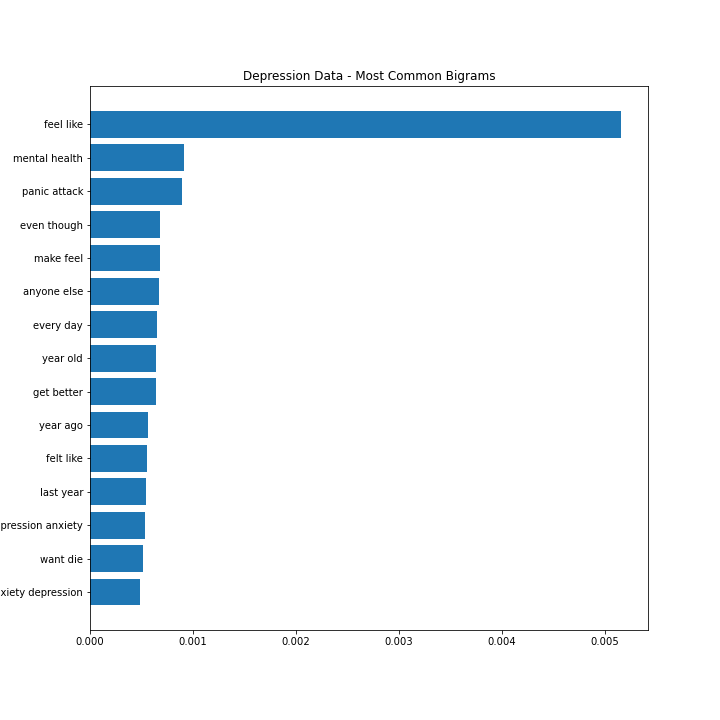 Depression Data - Most Common Bigrams
feel like
mental health
panic attack
even though
make feel
anyone else
every day
year old
get better
year ago
felt like
last year
pression anxiety
want die
xiety depression
0.000 0.001 0.002 0.003 0.004 0.005